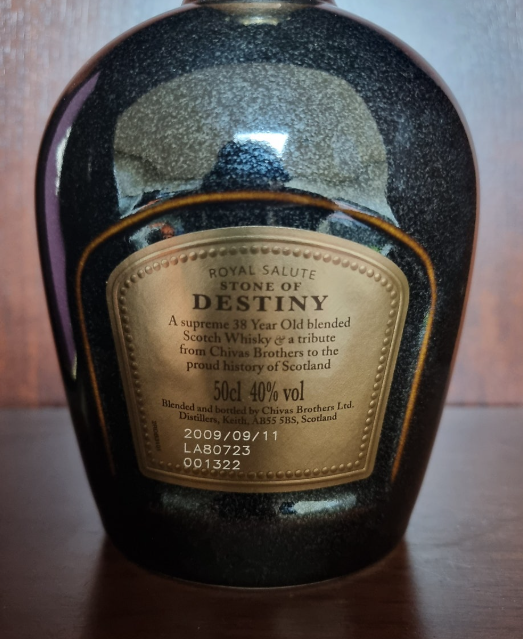 ROYAL SALUTE
STONE OF
DESTINY
A supreme 38 Year Old blended
Scotch Whisky & a tribute
from Chivas Brothers to the
proud history of Scotland
50cl 40% vol
Blended and bottled by Chivas Brothers Ltd.
Distillers, Keith, AB55 5BS, Scotland
2009/09/11
LA80723
001322